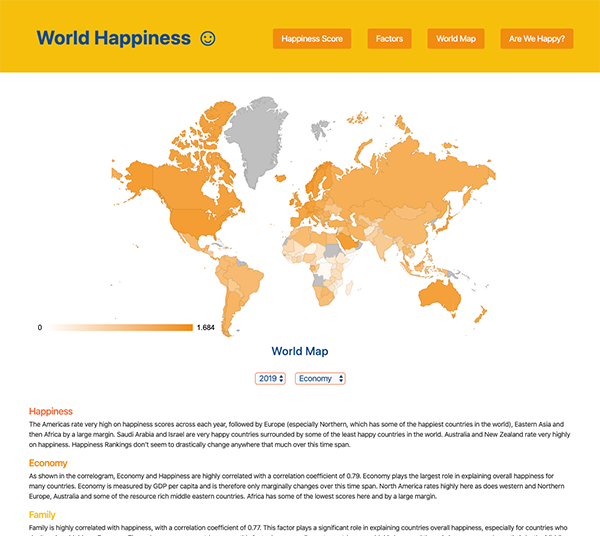 World Happiness ☺
Happiness Score
Factors
World Map
Are We Happy?
0
1.684
World Map
2019
Economy
Happiness
The Americas rate very high on happiness scores across each year, followed by Europe (especially Northern, which has some of the happiest countries in the world), Eastern Asia and
then Africa by a large margin. Saudi Arabia and Israel are very happy countries surrounded by some of the least happy countries in the world. Australia and New Zealand rate very highly
on happiness. Happiness Rankings don't seem to drastically change anywhere that much over this time span.
Economy
As shown in the correlogram, Economy and Happiness are highly correlated with a correlation coefficient of 0.79. Economy plays the largest role in explaining overall happiness for
many countries. Economy is measured by GDP per capita and is therefore only marginally changes over this time span. North America rates highly here as does western and Northern
Europe, Australia and some of the resource rich middle eastern countries. Africa has some of the lowest scores here and by a large margin.
Family
Family is highly correlated with happiness, with a correlation coefficient of 0.77. This factor plays a significant role in explaining countries overall happiness, especially for countries who